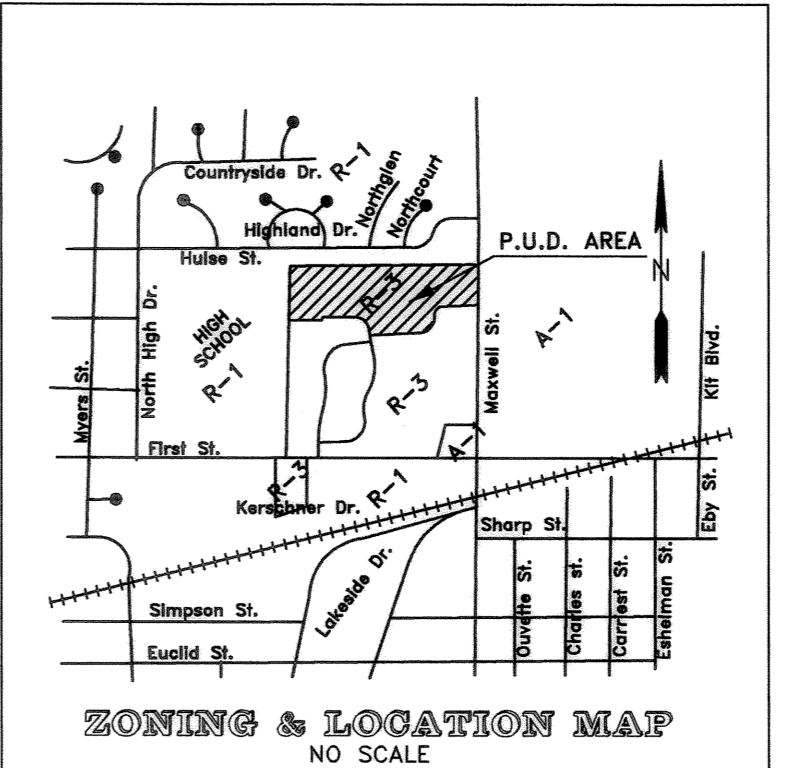 R-1
Countryside Dr.
Northglen
Northcourt
Highland Dr.
P.U.D. AREA
Hulse St.
N
R-3
North High Dr.
HIGH
SCHOOL
R-1
Maxwell St.
A-1
Kit Blvd.
Myers St.
R-3
First St.
A-1
R-3
R-1
Kerschner Dr.
Sharp St.
Eby St.
Lakeside Dr.
Ouvette St.
Charles st.
Carriest St.
Eshelman St.
Simpson St.
Euclid St.
ZONING & LOCATION MAP
NO SCALE